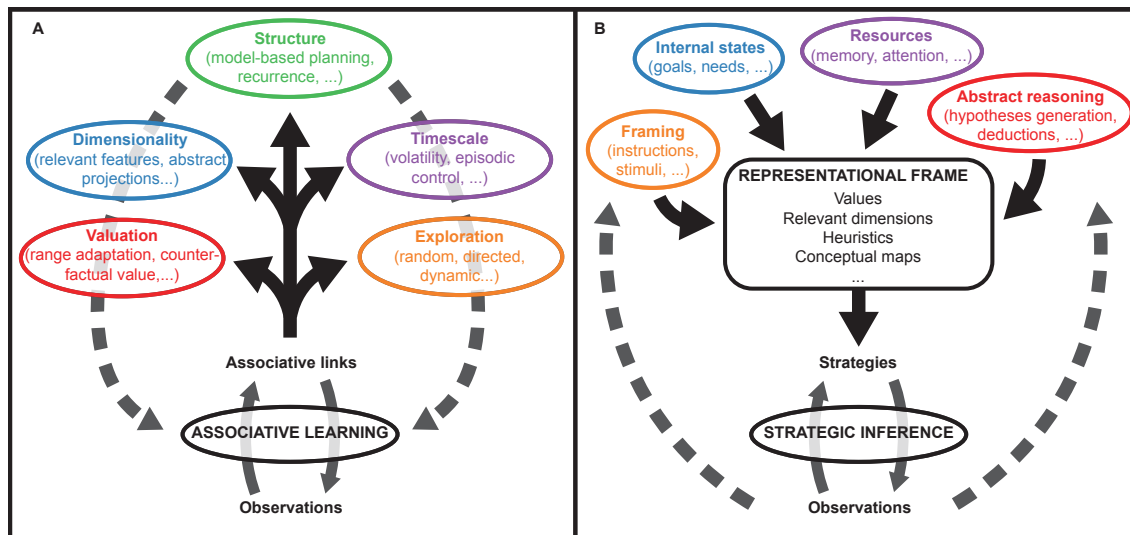 A
Structure
(model-based planning,
recurrence, ...)
Dimensionality
(relevant features, abstract
projections...)
Timescale
(volatility, episodic
control, ...)
Valuation
(range adaptation, counter-
factual value,...)
Exploration
(random, directed,
dynamic...)
Associative links
ASSOCIATIVE LEARNING
Observations
B
Internal states
(goals, needs, ...)
Resources
(memory, attention, ...)
Framing
(instructions,
stimuli, ...)
Abstract reasoning
(hypotheses generation,
deductions, ...)
REPRESENTATIONAL FRAME
Values
Relevant dimensions
Heuristics
Conceptual maps
...
Strategies
STRATEGIC INFERENCE
Observations